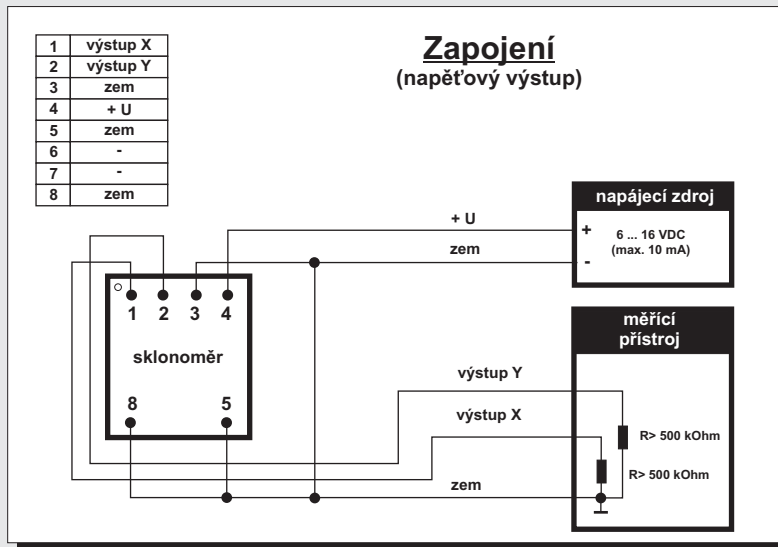 Zapojení
(napěťový výstup)
1 výstup X
2 výstup Y
3 zem
4 + U
5 zem
6 -
7 -
8 zem
napájecí zdroj
+ U
+ 6 ... 16 VDC
(max. 10 mA)
zem
-
1 2 3 4
sklonoměr
8 5
měřící
přístroj
výstup Y
R> 500 kOhm
výstup X
R> 500 kOhm
zem